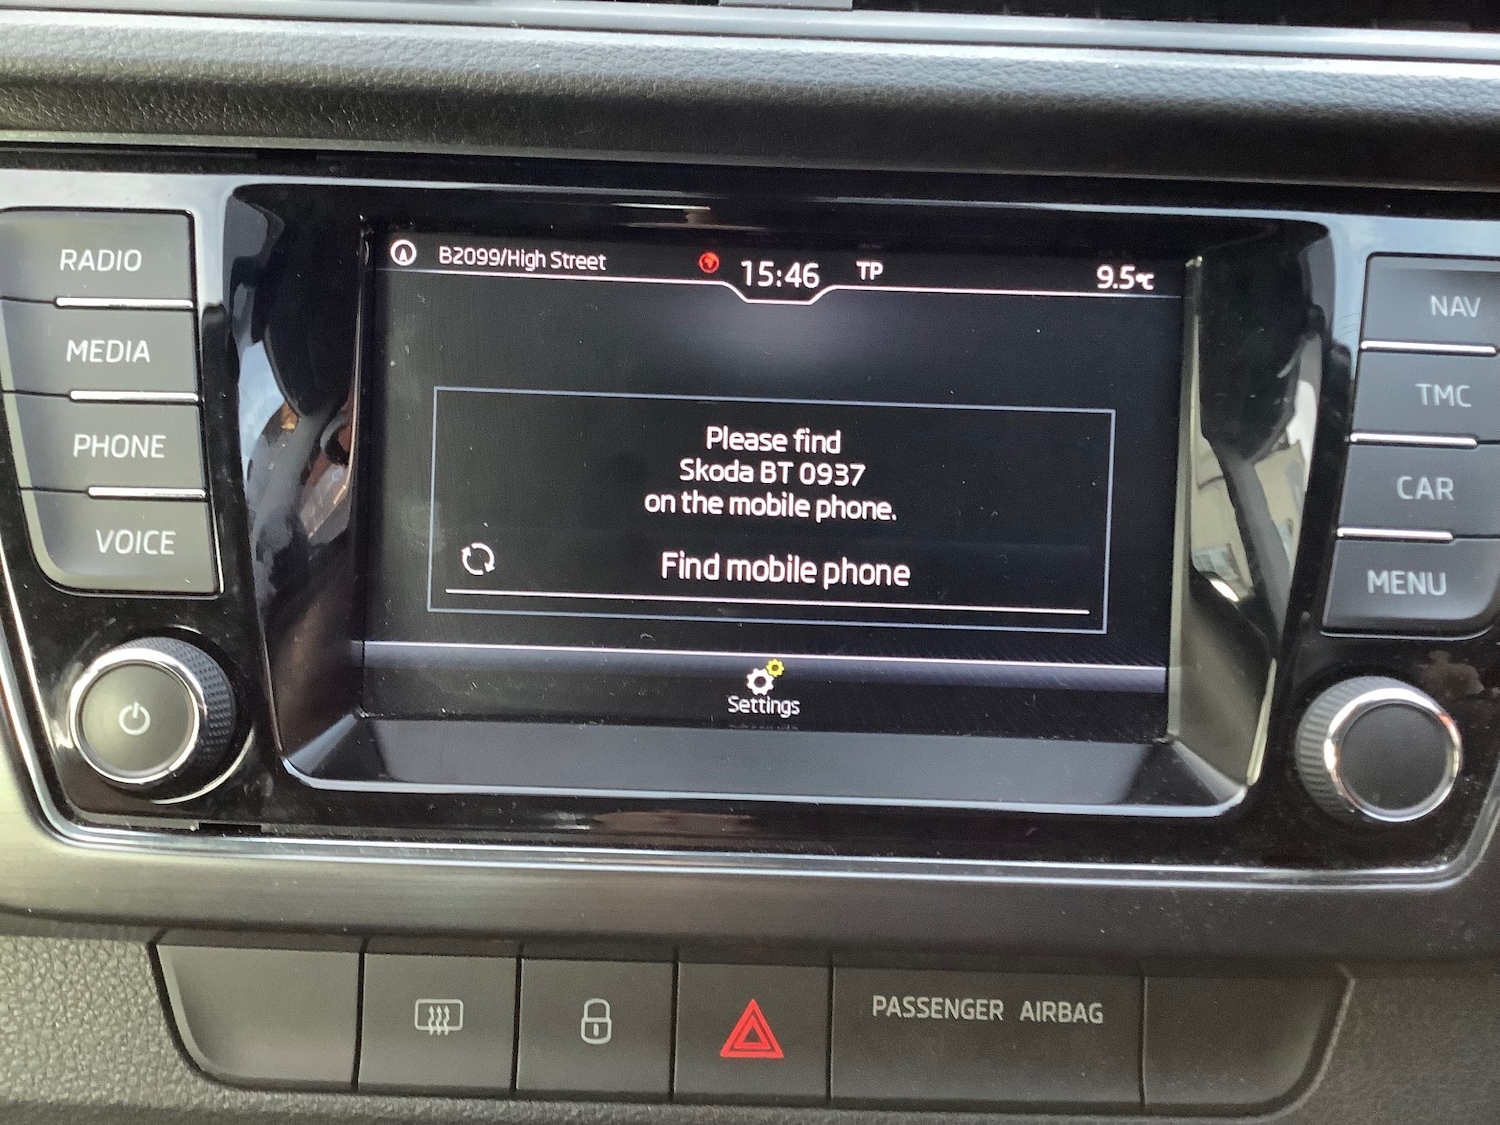 RADIO
MEDIA
PHONE
VOICE
B2099/High Street
15:46
TP
9.5°C
Please find
Skoda BT 0937
on the mobile phone.
Find mobile phone
Settings
NAV
TMC
CAR
MENU
PASSENGER AIRBAG